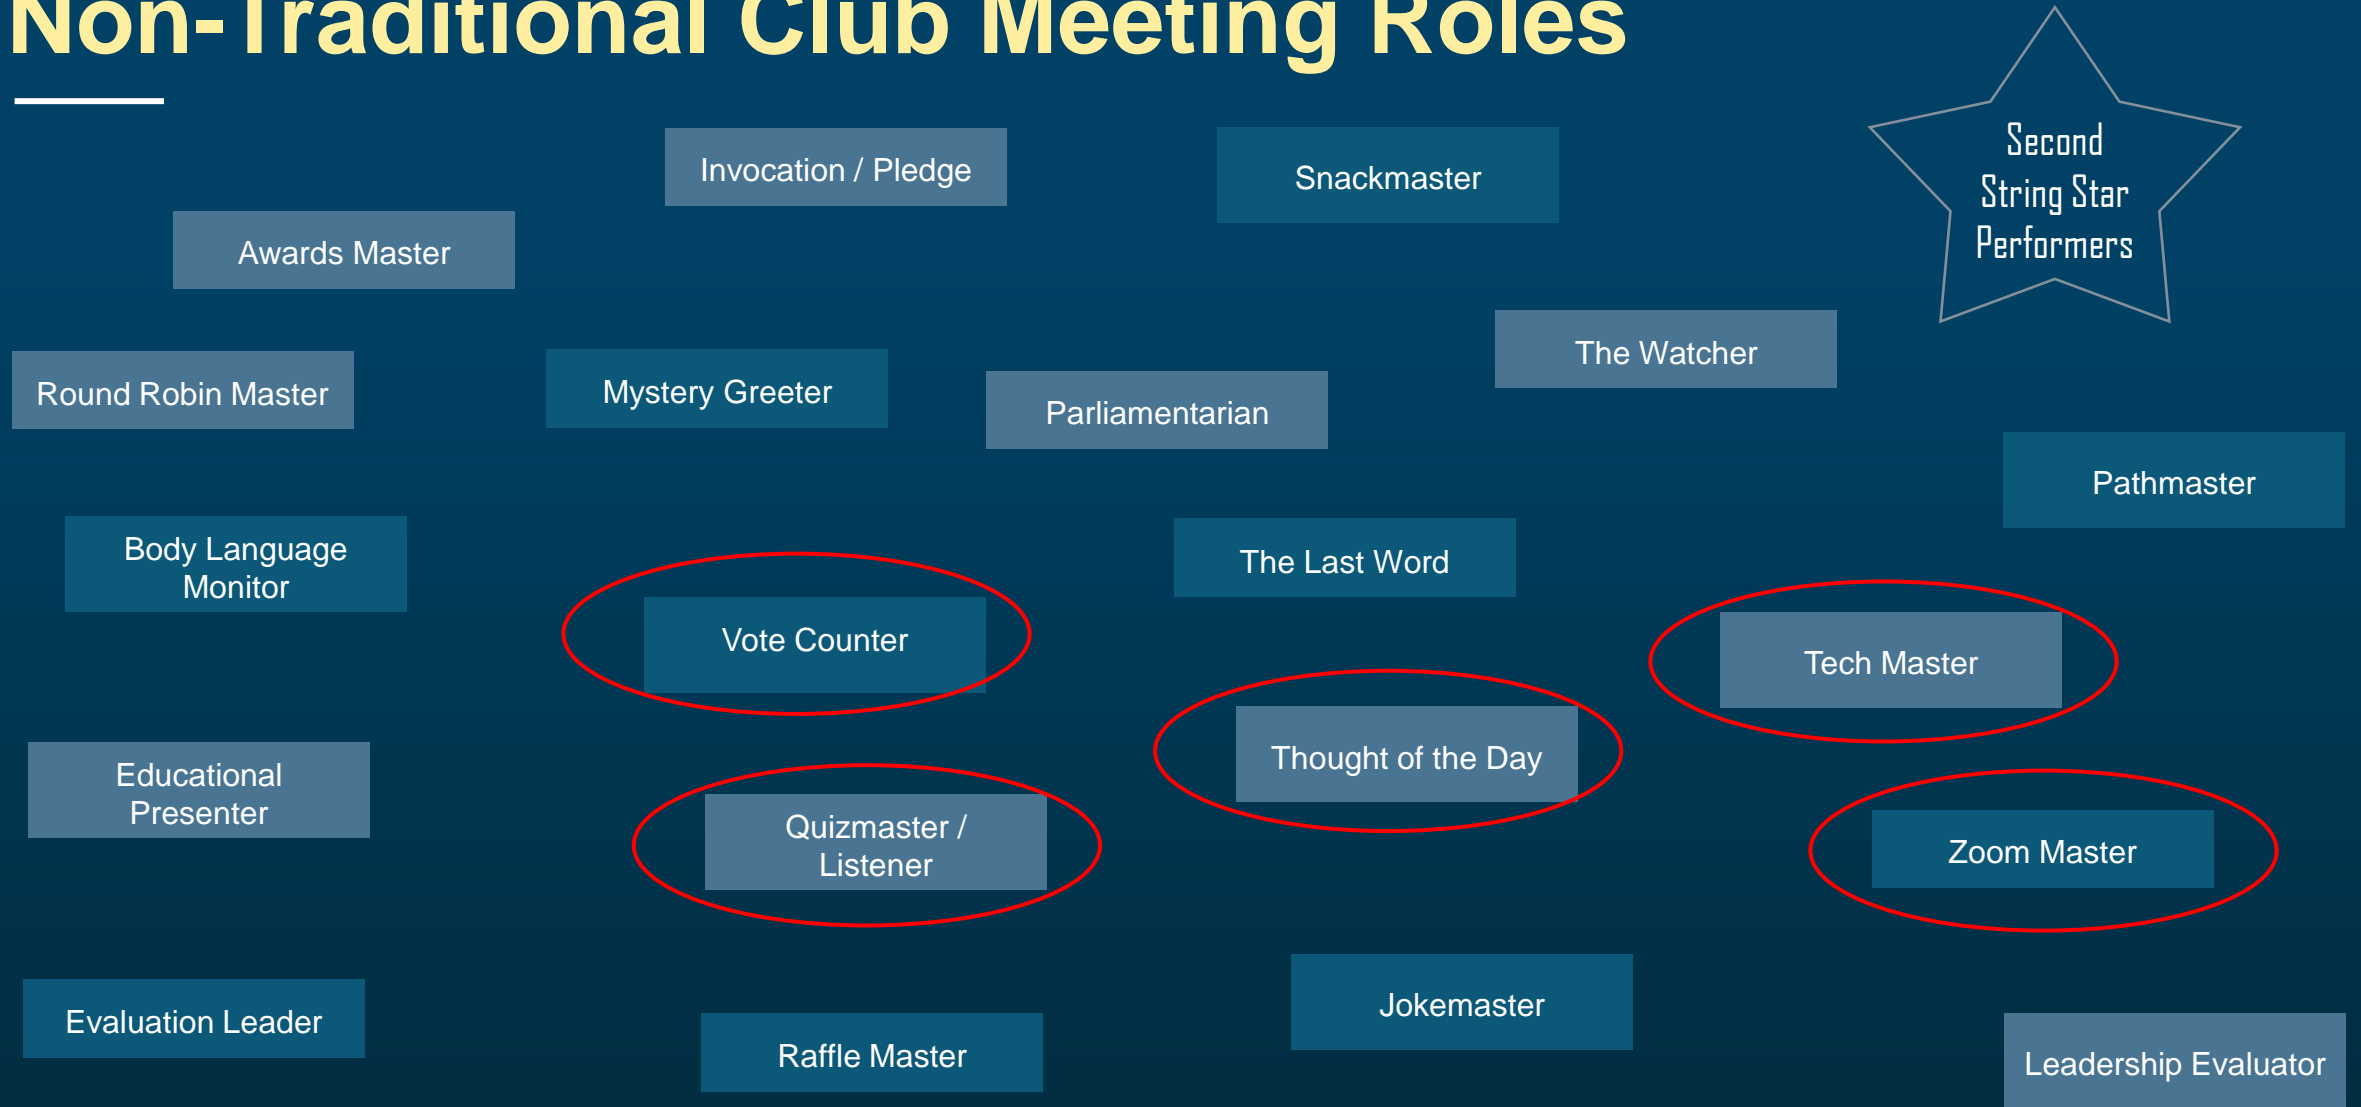 Non-Traditional Club Meeting Roles
Second
String Star
Performers
Invocation / Pledge
Snackmaster
Awards Master
The Watcher
Round Robin Master
Mystery Greeter
Parliamentarian
Pathmaster
Body Language
Monitor
The Last Word
Vote Counter
Tech Master
Thought of the Day
Educational
Presenter
Quizmaster /
Listener
Zoom Master
Jokemaster
Evaluation Leader
Raffle Master
Leadership Evaluator